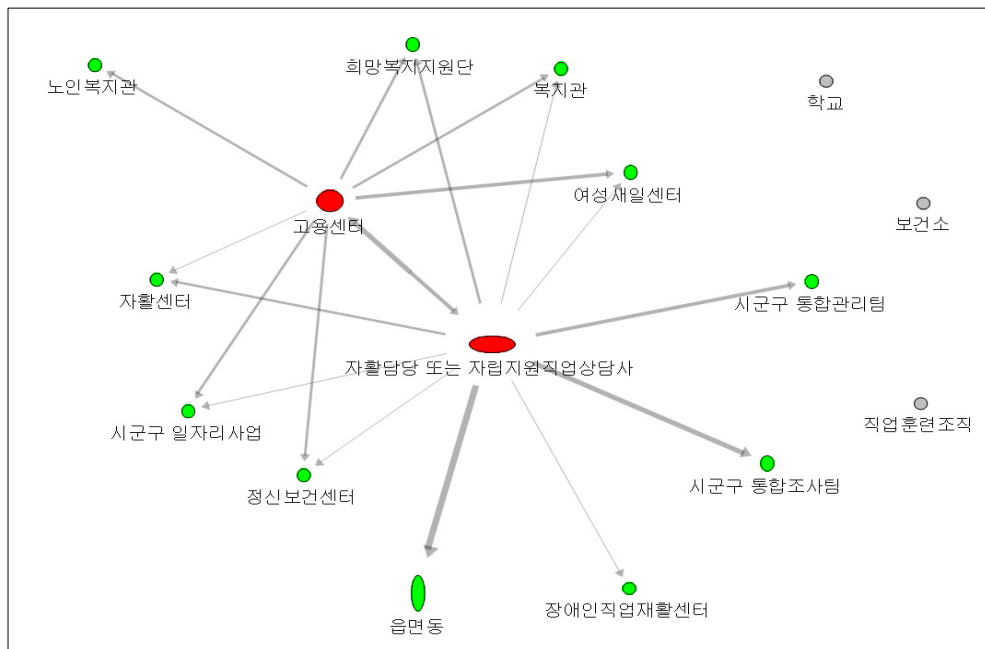 희망복지지원단
노인복지관
복지관
학교
여성새일센터
보건소
고용센터
자활센터
시군구 통합관리팀
자활담당 또는 자립지원직업상담사
직업훈련조직
시군구 일자리사업
시군구 통합조사팀
정신보건센터
장애인직업재활센터
읍면동